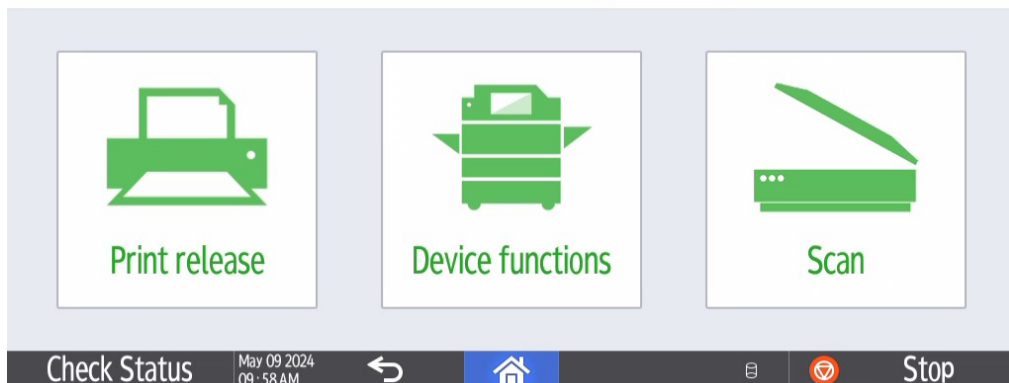 Print release
Device functions
Scan
Check Status
May 09 2024
09:58 AM
Stop